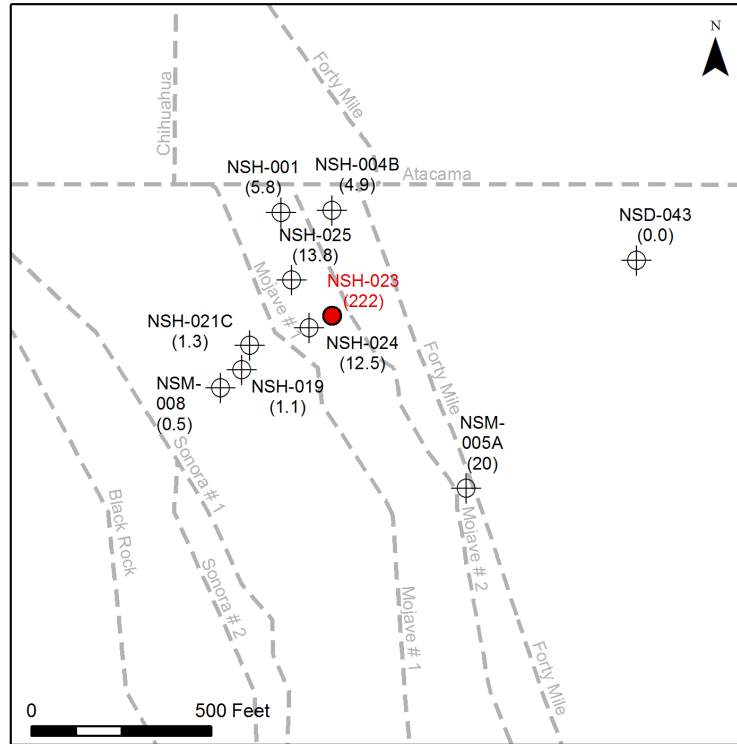 N
Chihuahua
Forty Mile
Atacama
NSH-001
(5.8)
NSH-004B
(4.9)
NSD-043
(0.0)
NSH-025
(13.8)
Mojave # 1
NSH-023
(222)
NSH-021C
(1.3)
NSH-024
(12.5)
Forty Mile
NSM-
008
(0.5)
NSH-019
(1.1)
NSM-
005A
(20)
Sonora # 1
Black Rock
Mojave # 2
Sonora # 2
Mojave # 1
Forty Mile
0 500 Feet